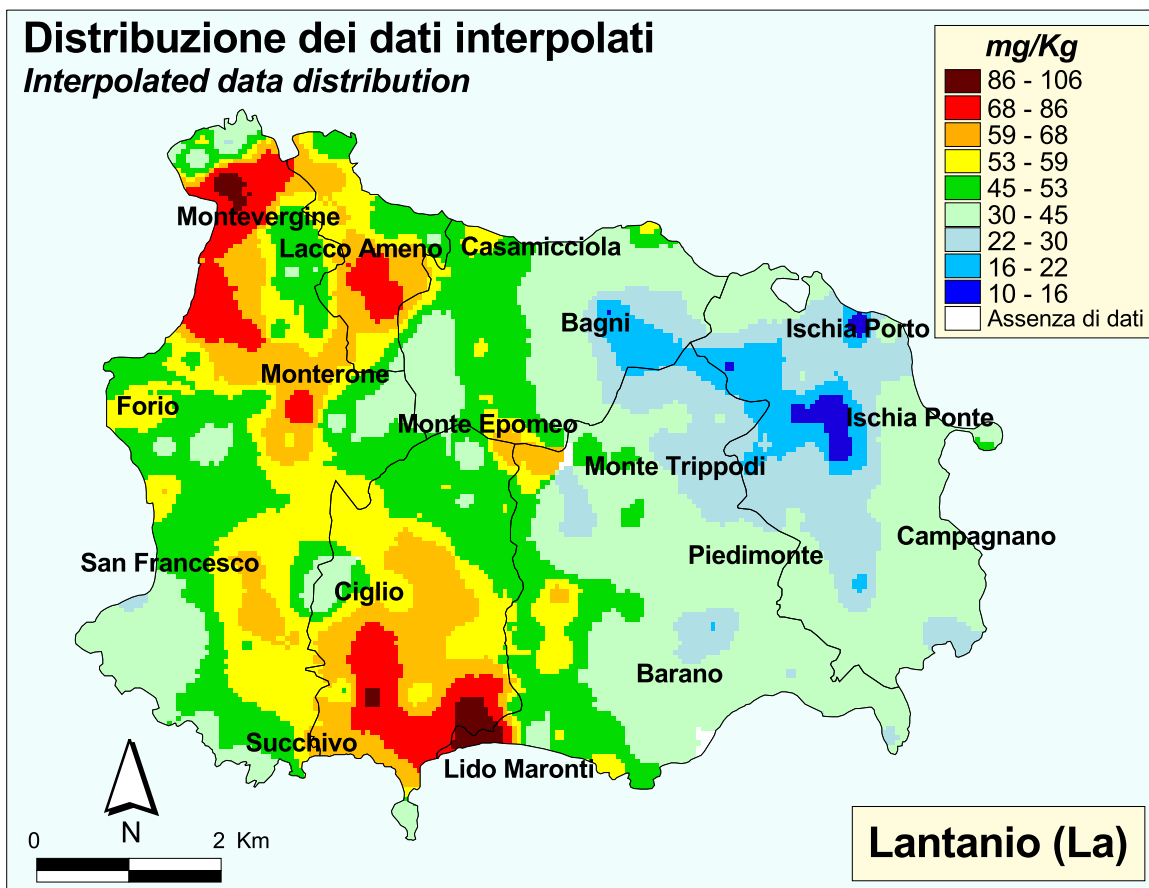 Distribuzione dei dati interpolati
Interpolated data distribution
mg/Kg
86 - 106
68 - 86
59 - 68
53 - 59
45 - 53
30 - 45
22 - 30
16 - 22
10 - 16
Assenza di dati
Montevergine
Lacco Ameno
Casamicciola
Bagni
Ischia Porto
Monterone
Forio
Monte Epomeo
Ischia Ponte
Monte Trippodi
San Francesco
Ciglio
Piedimonte
Campagnano
Barano
Succhivo
Lido Maronti
N
0 2 Km
Lantanio (La)